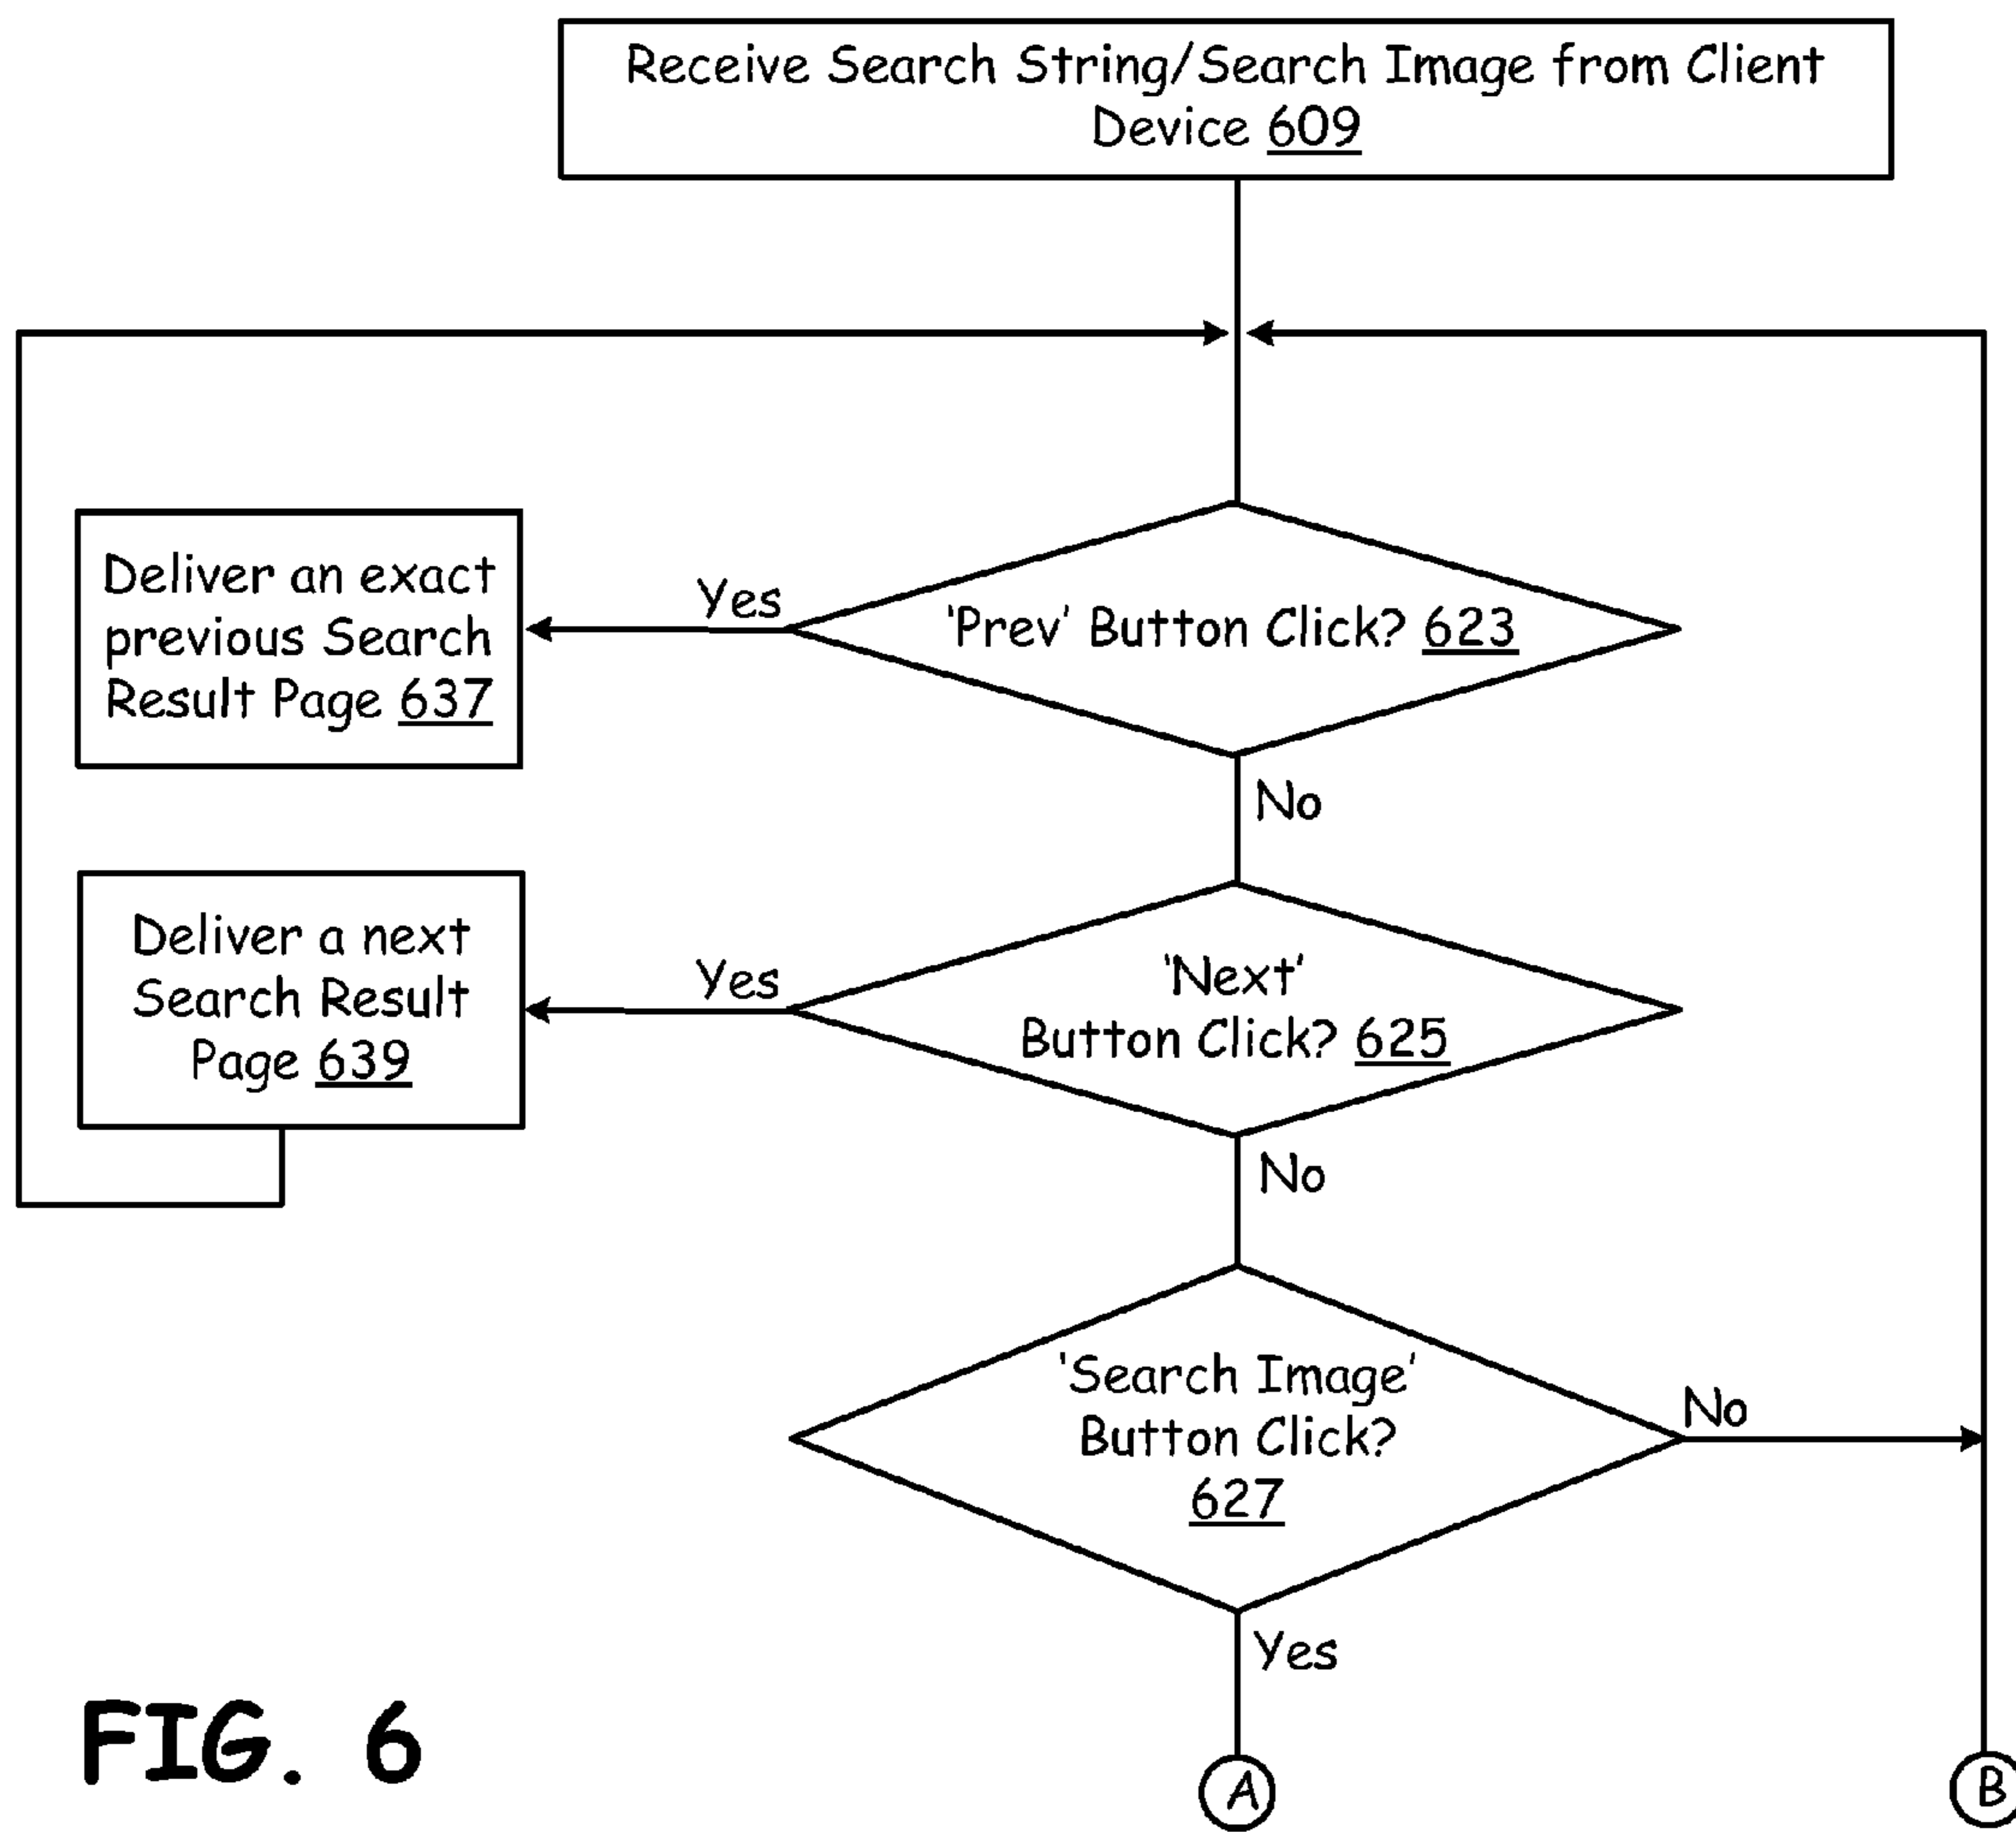 Receive Search String/Search Image from Client
Device 609
Deliver an exact
previous Search
Result Page 637
Yes
'Prev' Button Click? 623
No
Deliver a next
Search Result
Page 639
Yes
'Next'
Button Click? 625
No
'Search Image'
Button Click?
627
No
Yes
FIG. 6
A
B